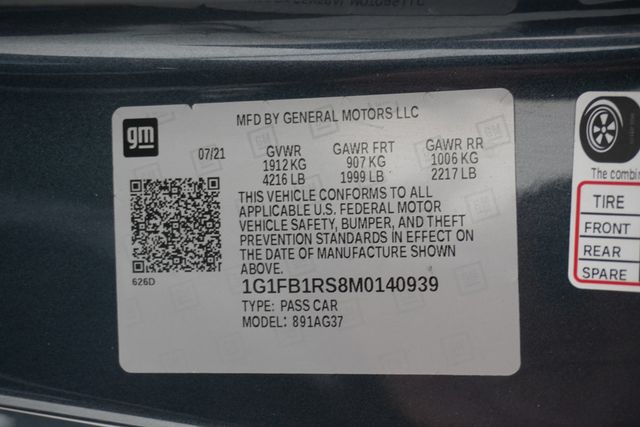 MFD BY GENERAL MOTORS LLC
gm
07/21 GVWR GAWR FRT GAWR RR
1912 KG 907 KG 1006 KG
4216 LB 1999 LB 2217 LB
THIS VEHICLE CONFORMS TO ALL
APPLICABLE U.S. FEDERAL MOTOR
VEHICLE SAFETY, BUMPER, AND THEFT
PREVENTION STANDARDS IN EFFECT ON
THE DATE OF MANUFACTURE SHOWN
ABOVE.
626D
1G1FB1RS8M0140939
TYPE: PASS CAR
MODEL: 891AG37
The combin
TIRE
FRONT
REAR
SPARE